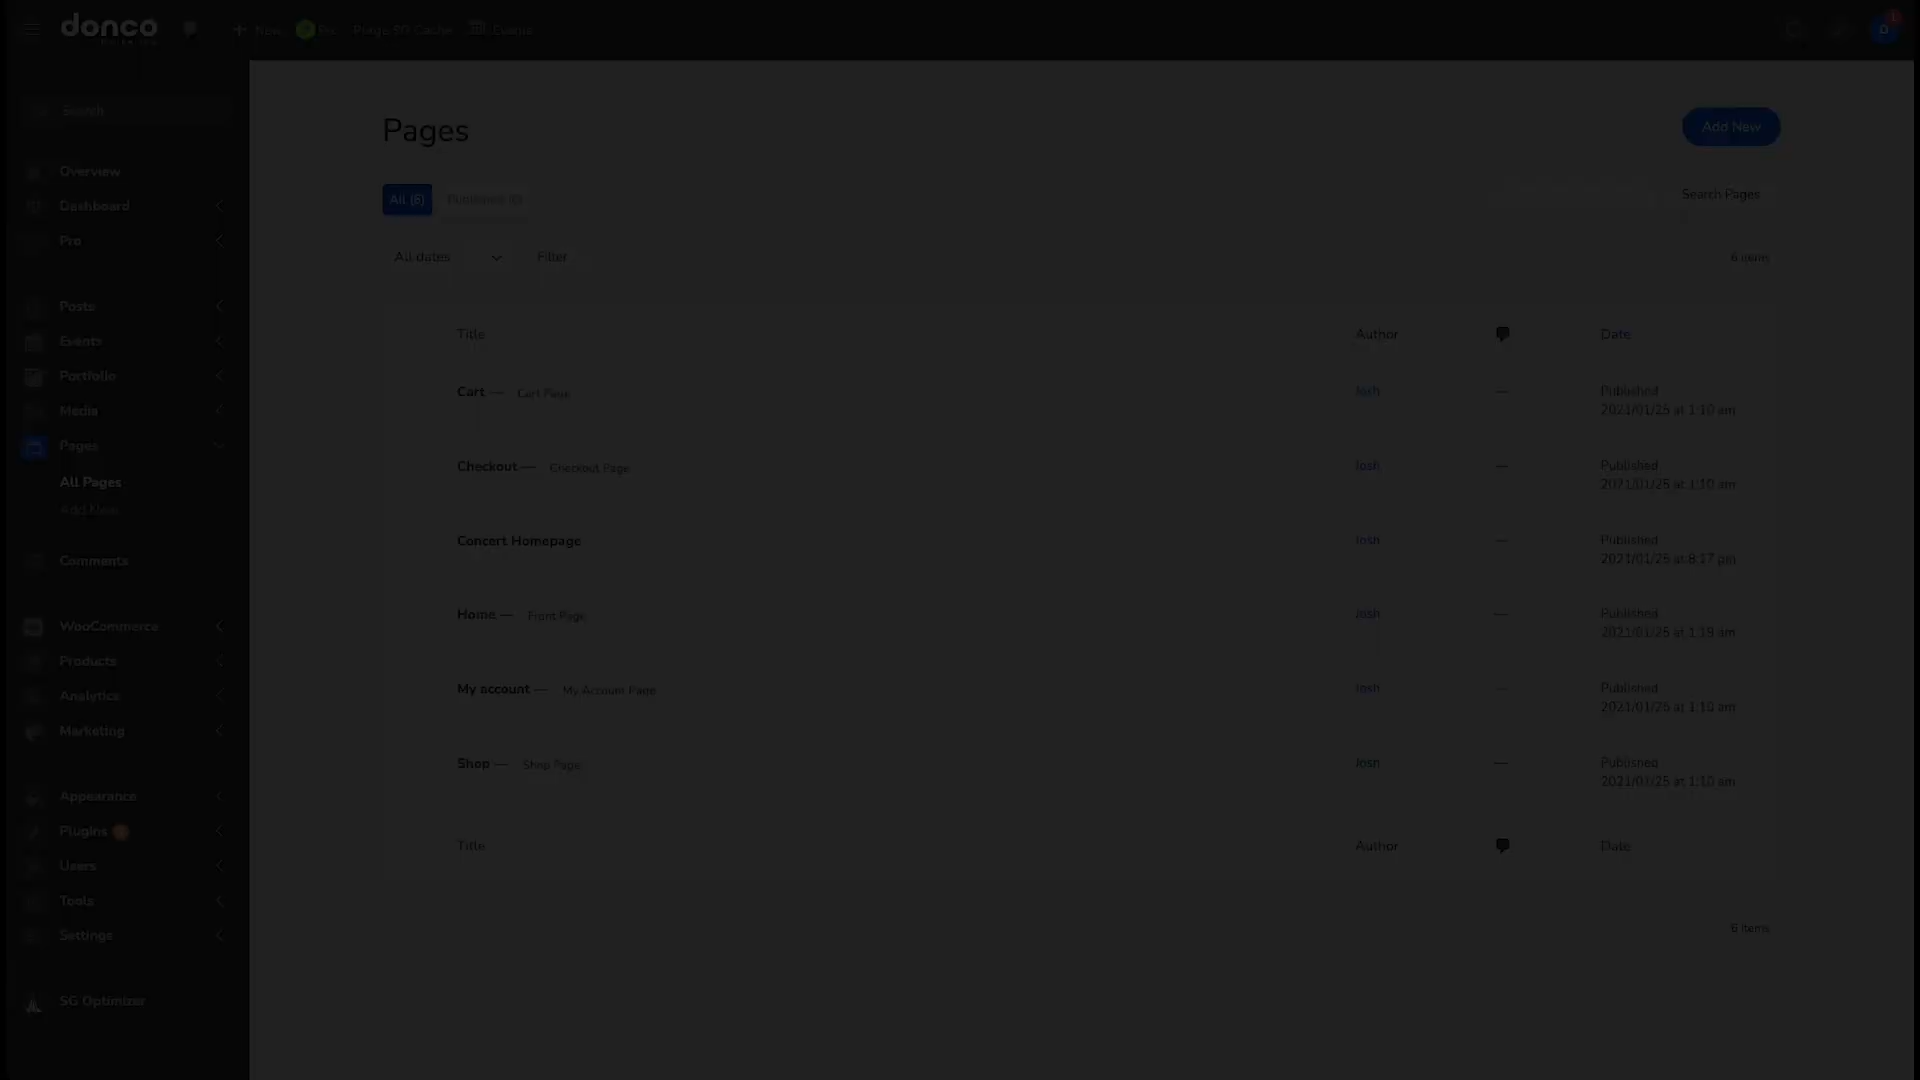 donco
New
Purge SG Cache
Events
Search
Overview
Dashboard
Pro
Posts
Events
Portfolio
Media
Pages
All Pages
Add New
Comments
WooCommerce
Products
Analytics
Marketing
Appearance
Plugins
Users
Tools
Settings
SG Optimizer
Pages
Add New
All (6)
Published (6)
Search Pages
All dates
Filter
6 items
Title
Author
Date
Cart — Cart Page
Josh
—
Published
2021/01/25 at 1:10 am
Checkout — Checkout Page
Josh
—
Published
2021/01/25 at 1:10 am
Concert Homepage
Josh
—
Published
2021/01/25 at 8:17 pm
Home — Front Page
Josh
—
Published
2021/01/25 at 1:19 am
My account — My Account Page
Josh
—
Published
2021/01/25 at 1:10 am
Shop — Shop Page
Josh
—
Published
2021/01/25 at 1:10 am
Title
Author
Date
6 items